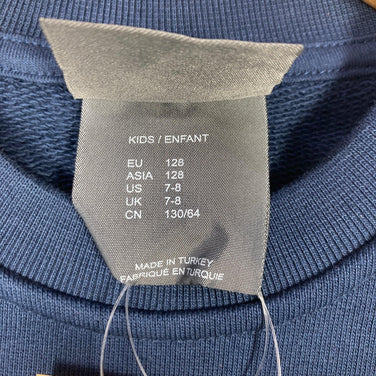 KIDS / ENFANT
EU 128
ASIA 128
US 7-8
UK 7-8
CN 130/64
MADE IN TURKEY
FABRIQUÉ EN TURQUIE